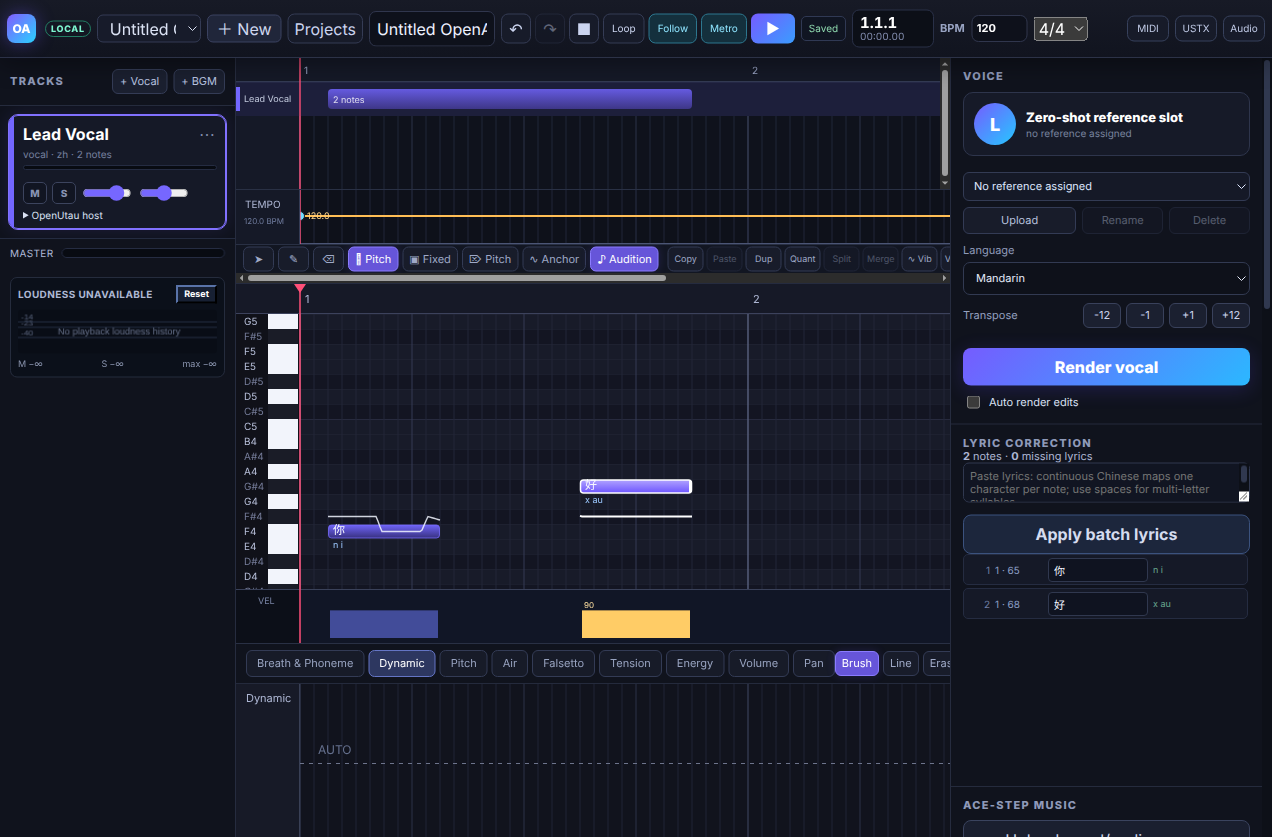 OA LOCAL Untitled ( + New Projects Untitled OpenA Loop Follow Metro Saved 1.1.1 BPM 120 4/4 MIDI USTX Audio
00:00.00
TRACKS + Vocal + BGM
Lead Vocal
vocal · zh · 2 notes
M S
OpenUtau host
MASTER
LOUDNESS UNAVAILABLE Reset
-14
-23
-40
No playback loudness history
M −∞ S −∞ max −∞
1 2
Lead Vocal 2 notes
TEMPO
120.0 BPM 120.0
Pitch Fixed Pitch Anchor Audition Copy Paste Dup Quant Split Merge Vib V
1 2
G5
F#5
F5
E5
D#5
D5
C#5
C5
B4
A#4
A4
G#4 好
G4 x au
F#4
F4 你
E4 n i
D#4
D4
VEL 90
Breath & Phoneme Dynamic Pitch Air Falsetto Tension Energy Volume Pan Brush Line Eras
Dynamic
AUTO
VOICE
L Zero-shot reference slot
no reference assigned
No reference assigned
Upload Rename Delete
Language
Mandarin
Transpose -12 -1 +1 +12
Render vocal
Auto render edits
LYRIC CORRECTION
2 notes · 0 missing lyrics
Paste lyrics: continuous Chinese maps one
character per note; use spaces for multi-letter
Apply batch lyrics
1 1 · 65 你 n i
2 1 · 68 好 x au
ACE-STEP MUSIC